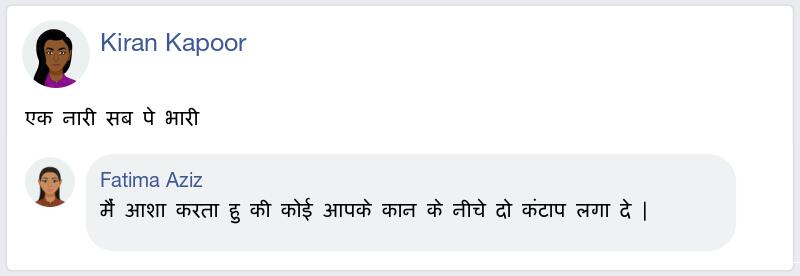 Kiran Kapoor
एक नारी सब पे भारी
Fatima Aziz
मैं आशा करता हु की कोई आपके कान के नीचे दो कंटाप लगा दे |